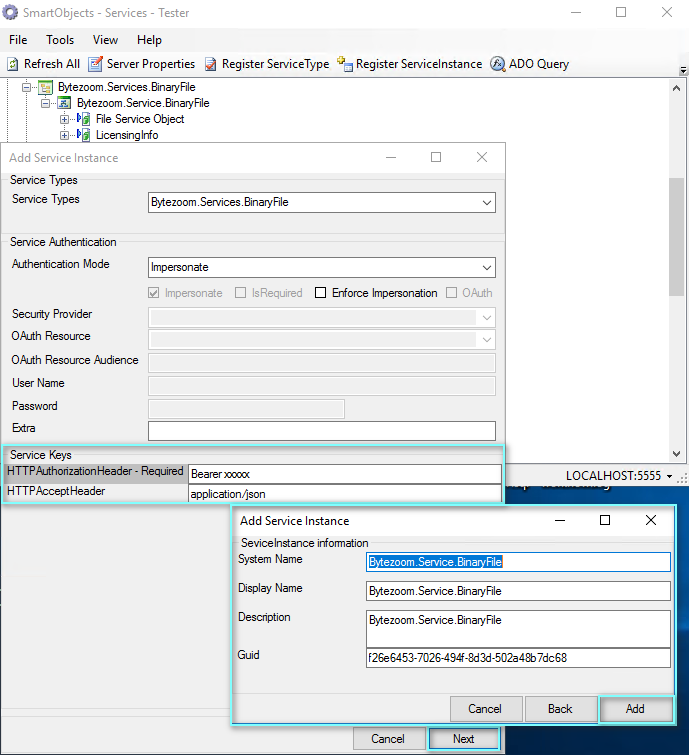 SmartObjects - Services - Tester
File Tools View Help
Refresh All Server Properties Register ServiceType Register ServiceInstance ADO Query
Bytezoom.Services.BinaryFile
Bytezoom.Service.BinaryFile
File Service Object
LicensingInfo
Add Service Instance
Service Types
Service Types Bytezoom.Services.BinaryFile
Service Authentication
Authentication Mode Impersonate
Impersonate IsRequired Enforce Impersonation OAuth
Security Provider
OAuth Resource
OAuth Resource Audience
User Name
Password
Extra
Service Keys
HTTPAuthorizationHeader - Required Bearer xxxxx
HTTPAcceptHeader application/json
LOCALHOST:5555
Add Service Instance
SeviceInstance information
System Name Bytezoom.Service.BinaryFile
Display Name Bytezoom.Service.BinaryFile
Description Bytezoom.Service.BinaryFile
Guid f26e6453-7026-494f-8d3d-502a48b7dc68
Cancel Back Add
Cancel Next